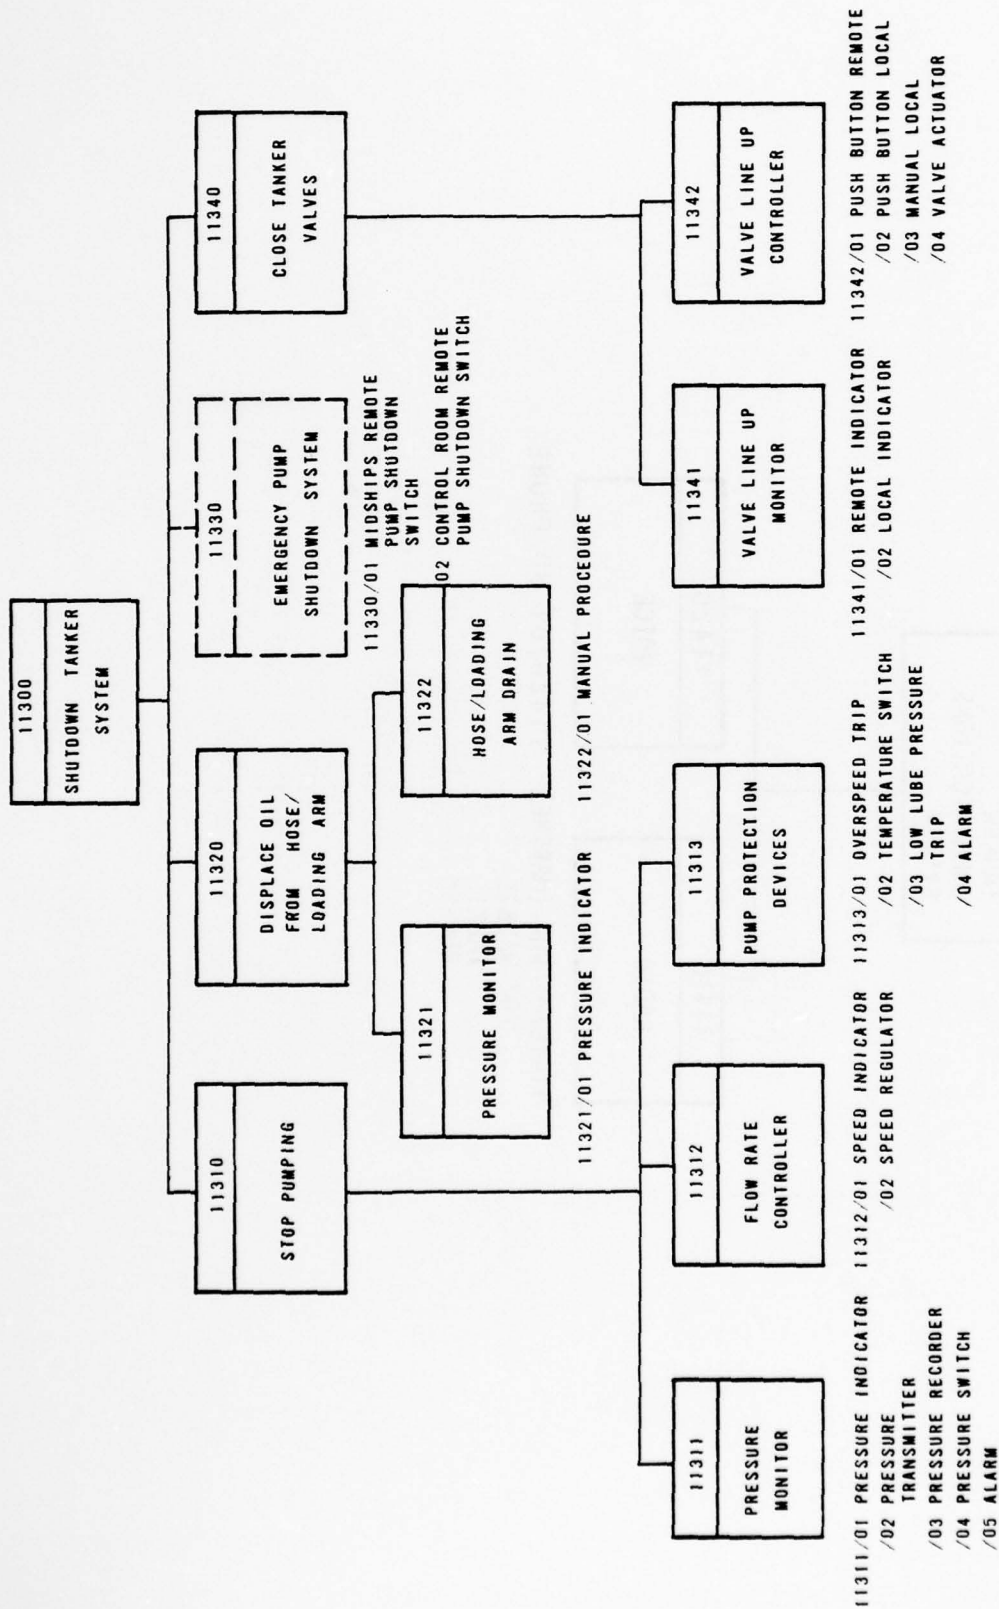 11300
SHUTDOWN TANKER
SYSTEM
11310
STOP PUMPING
11320
DISPLACE OIL
FROM HOSE/
LOADING ARM
11330
EMERGENCY PUMP
SHUTDOWN SYSTEM
11340
CLOSE TANKER
VALVES
11330/01 MIDSHIPS REMOTE
PUMP SHUTDOWN
SWITCH
/02 CONTROL ROOM REMOTE
PUMP SHUTDOWN SWITCH
11321
PRESSURE MONITOR
11322
HOSE/LOADING
ARM DRAIN
11321/01 PRESSURE INDICATOR
11322/01 MANUAL PROCEDURE
11311
PRESSURE
MONITOR
11312
FLOW RATE
CONTROLLER
11313
PUMP PROTECTION
DEVICES
11341
VALVE LINE UP
MONITOR
11342
VALVE LINE UP
CONTROLLER
11311/01 PRESSURE INDICATOR
/02 PRESSURE
TRANSMITTER
/03 PRESSURE RECORDER
/04 PRESSURE SWITCH
/05 ALARM
11312/01 SPEED INDICATOR
/02 SPEED REGULATOR
11313/01 OVERSPEED TRIP
/02 TEMPERATURE SWITCH
/03 LOW LUBE PRESSURE
TRIP
/04 ALARM
11341/01 REMOTE INDICATOR
/02 LOCAL INDICATOR
11342/01 PUSH BUTTON REMOTE
/02 PUSH BUTTON LOCAL
/03 MANUAL LOCAL
/04 VALVE ACTUATOR